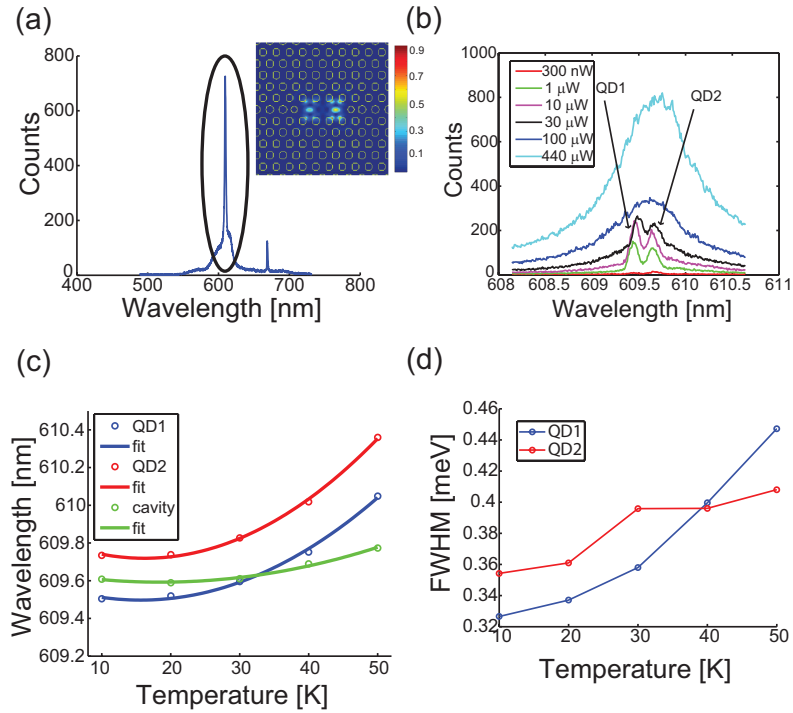 (a)
800
600
400
200
0
400 500 600 700 800
Counts
Wavelength [nm]
0.9
0.7
0.5
0.3
0.1
(b)
1000
800
600
400
200
0
608 608.5 609 609.5 610 610.5 611
Counts
Wavelength [nm]
300 nW
1 μW
10 μW
30 μW
100 μW
440 μW
QD1
QD2
(c)
610.4
610.2
610
609.8
609.6
609.4
609.2
10 20 30 40 50
Wavelength [nm]
Temperature [K]
QD1
fit
QD2
fit
cavity
fit
(d)
0.46
0.44
0.42
0.4
0.38
0.36
0.34
0.32
10 20 30 40 50
FWHM [meV]
Temperature [K]
QD1
QD2